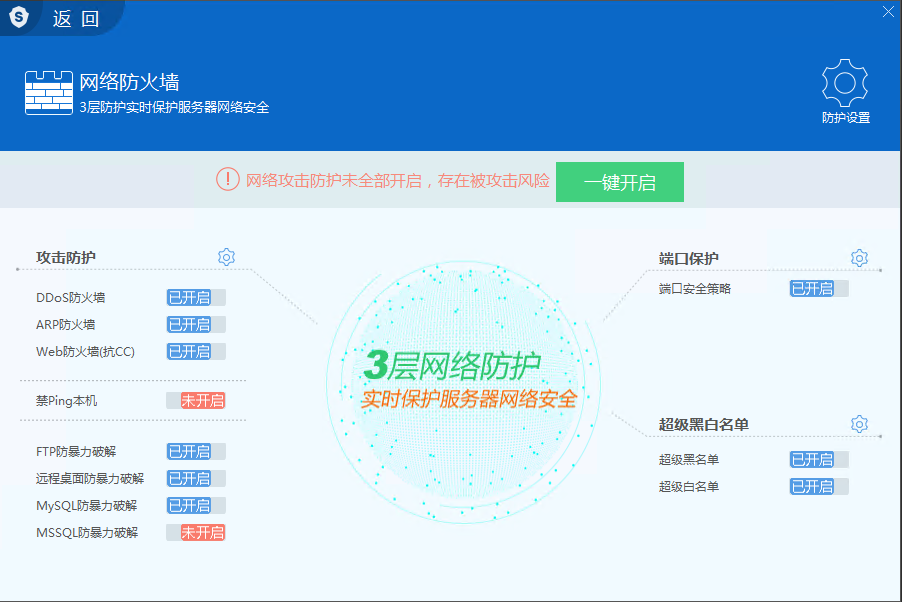 S
返 回
网络防火墙
3层防护实时保护服务器网络安全
防护设置
! 网络攻击防护未全部开启，存在被攻击风险
一键开启
攻击防护
DDoS防火墙 已开启
ARP防火墙 已开启
Web防火墙(抗CC) 已开启
禁Ping本机 未开启
FTP防暴力破解 已开启
远程桌面防暴力破解 已开启
MySQL防暴力破解 已开启
MSSQL防暴力破解 未开启
3层网络防护
实时保护服务器网络安全
端口保护
端口安全策略 已开启
超级黑白名单
超级黑名单 已开启
超级白名单 已开启